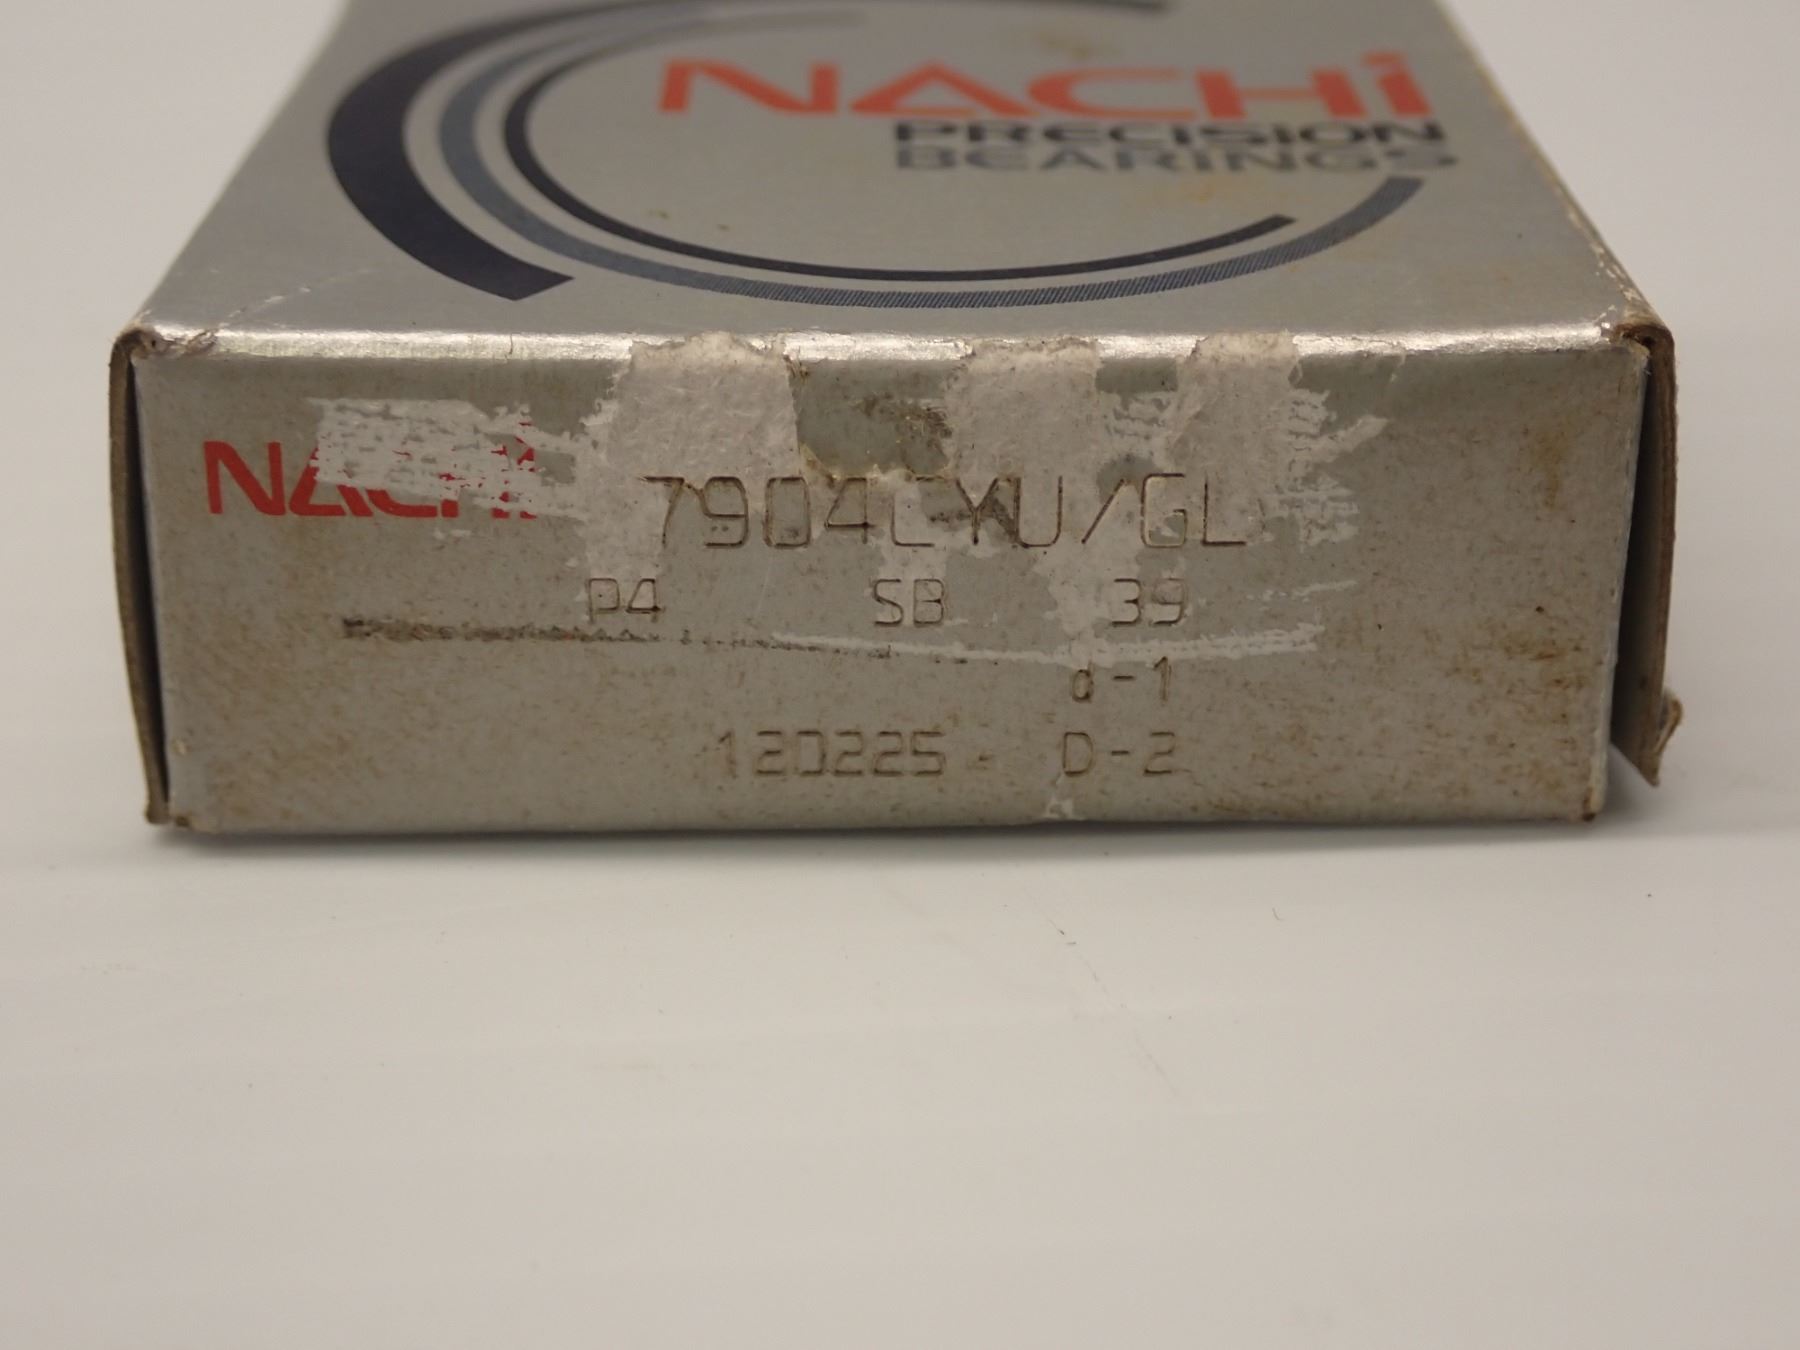 NACHi
PRECISION
BEARINGS
NACHi 7904CYU/GL
P4 SB 39
d-1
120225 D-2